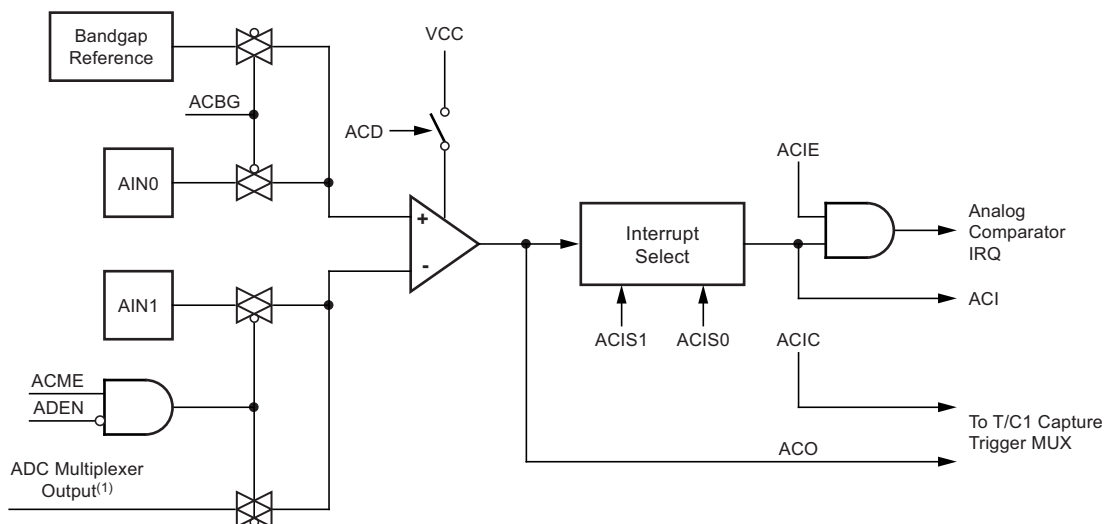 Bandgap
Reference
VCC
ACBG
ACD
ACIE
AIN0
+
-
Interrupt
Select
Analog
Comparator
IRQ
AIN1
ACI
ACIS1 ACIS0 ACIC
ACME
ADEN
To T/C1 Capture
Trigger MUX
ACO
ADC Multiplexer
Output(1)